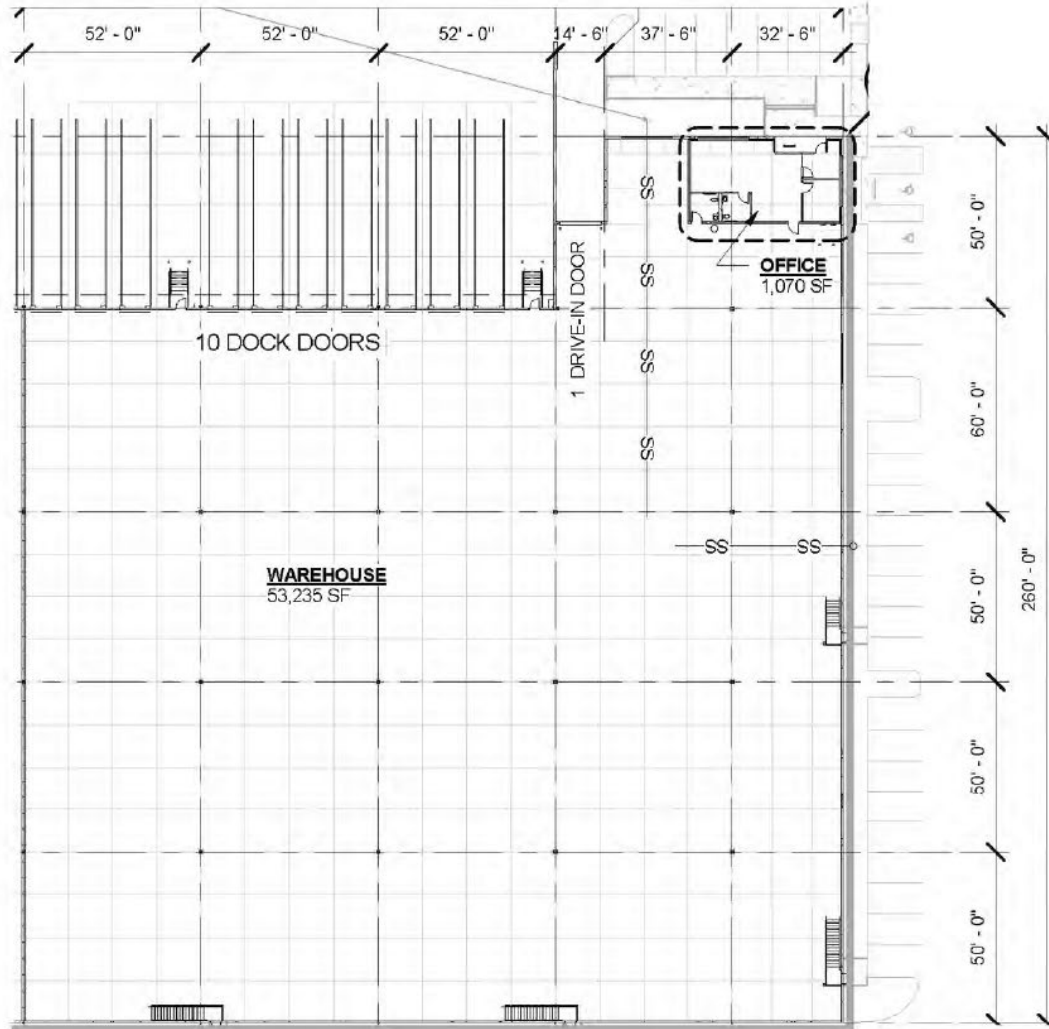 52' - 0"
52' - 0"
52' - 0"
14' - 6"
37' - 6"
32' - 6"
SS
SS
SS
SS
OFFICE
1,070 SF
10 DOCK DOORS
1 DRIVE-IN DOOR
WAREHOUSE
53,235 SF
SS
SS
50' - 0"
60' - 0"
50' - 0"
50' - 0"
50' - 0"
260' - 0"